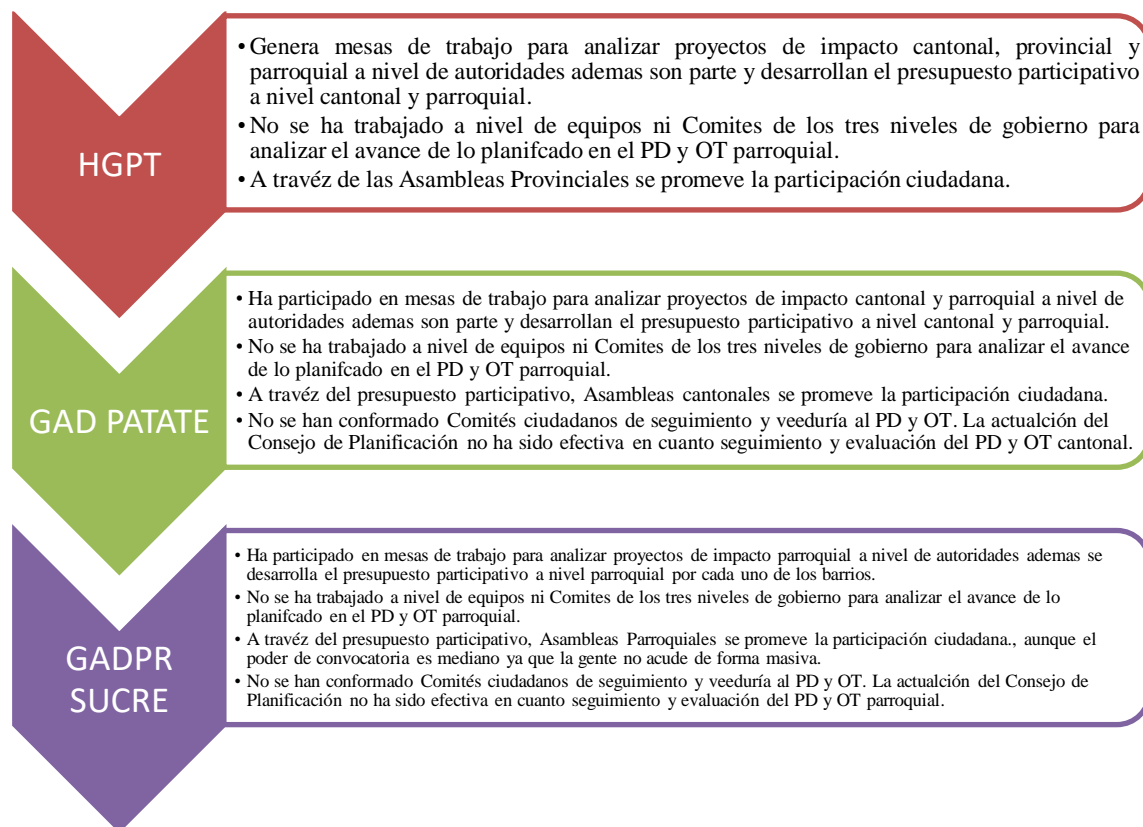 HGPT
• Genera mesas de trabajo para analizar proyectos de impacto cantonal, provincial y
parroquial a nivel de autoridades ademas son parte y desarrollan el presupuesto participativo
a nivel cantonal y parroquial.
• No se ha trabajado a nivel de equipos ni Comites de los tres niveles de gobierno para
analizar el avance de lo planifcado en el PD y OT parroquial.
• A travéz de las Asambleas Provinciales se promeve la participación ciudadana.
GAD PATATE
• Ha participado en mesas de trabajo para analizar proyectos de impacto cantonal y parroquial a nivel de
autoridades ademas son parte y desarrollan el presupuesto participativo a nivel cantonal y parroquial.
• No se ha trabajado a nivel de equipos ni Comites de los tres niveles de gobierno para analizar el avance
de lo planifcado en el PD y OT parroquial.
• A travéz del presupuesto participativo, Asambleas cantonales se promeve la participación ciudadana.
• No se han conformado Comités ciudadanos de seguimiento y veeduría al PD y OT. La actualción del
Consejo de Planificación no ha sido efectiva en cuanto seguimiento y evaluación del PD y OT cantonal.
GADPR
SUCRE
• Ha participado en mesas de trabajo para analizar proyectos de impacto parroquial a nivel de autoridades ademas se
desarrolla el presupuesto participativo a nivel parroquial por cada uno de los barrios.
• No se ha trabajado a nivel de equipos ni Comites de los tres niveles de gobierno para analizar el avance de lo
planifcado en el PD y OT parroquial.
• A travéz del presupuesto participativo, Asambleas Parroquiales se promeve la participación ciudadana., aunque el
poder de convocatoria es mediano ya que la gente no acude de forma masiva.
• No se han conformado Comités ciudadanos de seguimiento y veeduría al PD y OT. La actualción del Consejo de
Planificación no ha sido efectiva en cuanto seguimiento y evaluación del PD y OT parroquial.